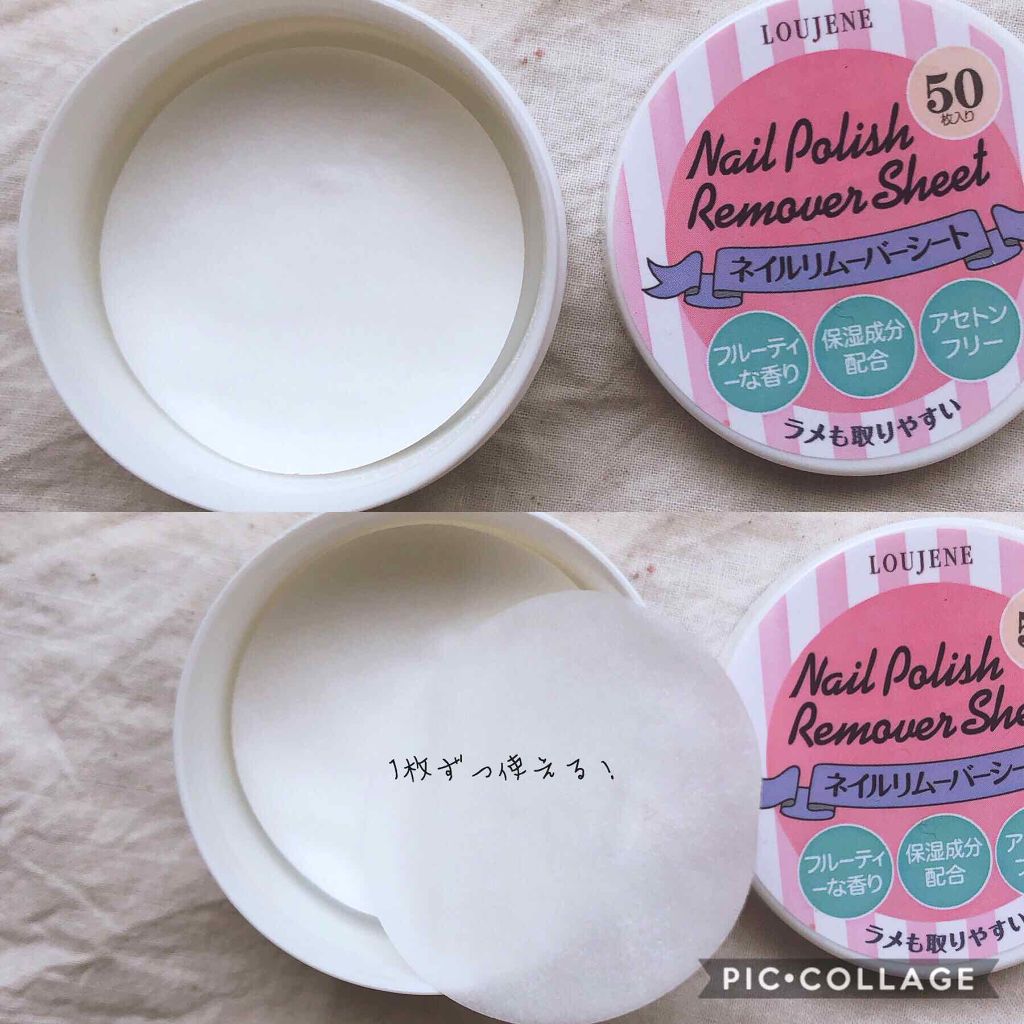 LOUJENE
50
枚入り
Nail Polish
Remover Sheet
ネイルリムーバーシート
フルーティ
ーな香り
保湿成分
配合
アセトン
フリー
ラメも取りやすい
LOUJENE
Nail Polish
Remover She
ネイルリムーバーシー
フルーティ
ーな香り
保湿成分
配合
ラメも取りやすい
1枚ずつ使える!
PIC•COLLAGE